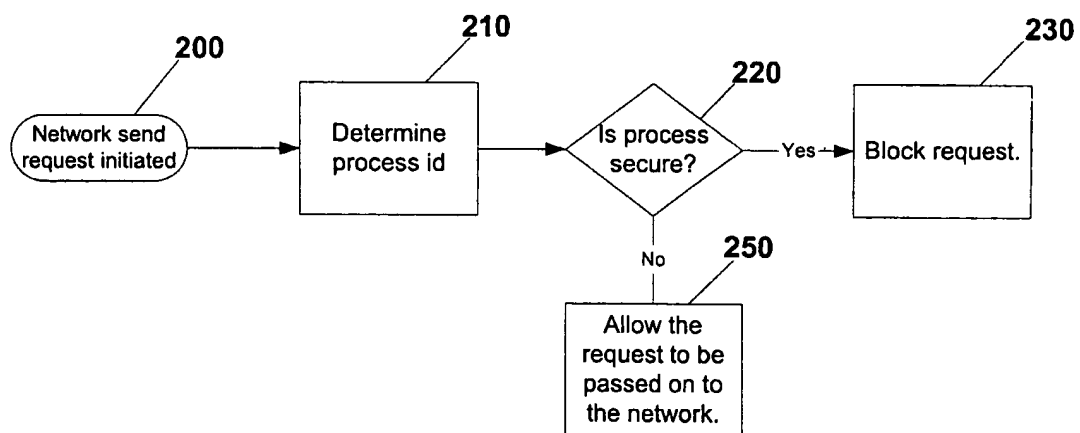 200
Network send
request initiated
210
Determine
process id
220
Is process
secure?
Yes
230
Block request.
No
250
Allow the
request to be
passed on to
the network.